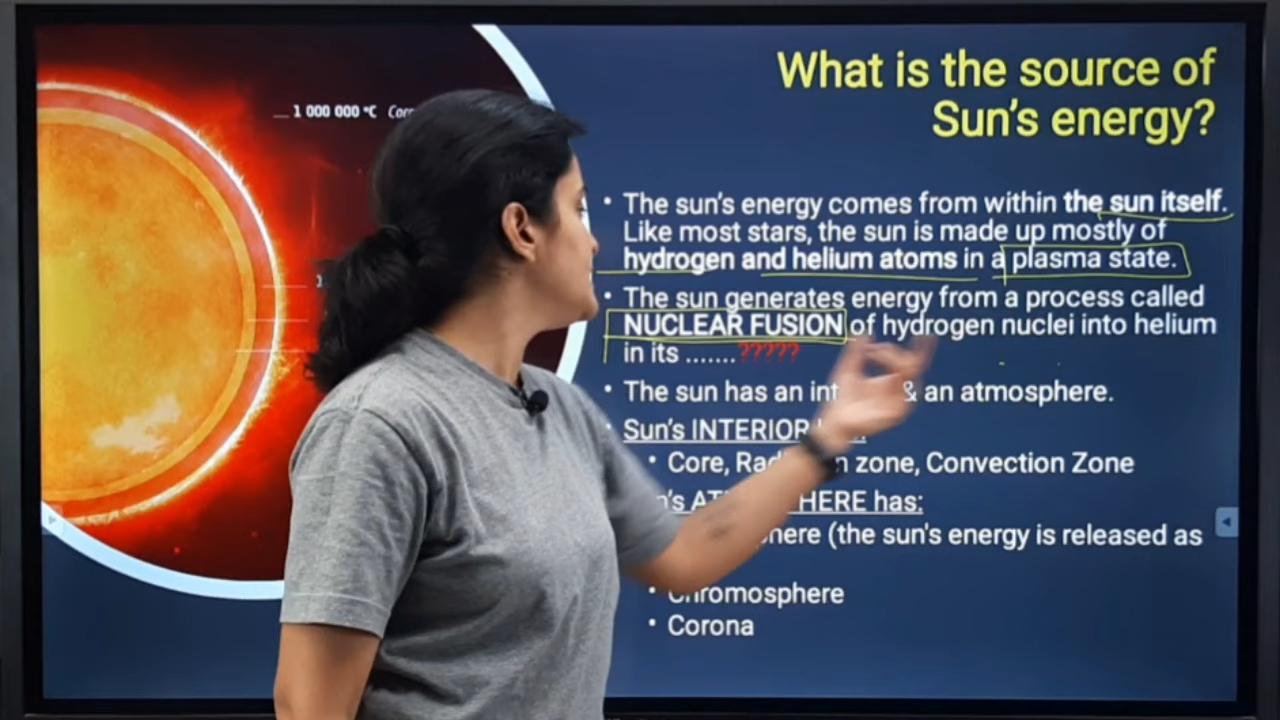 What is the source of
Sun's energy?
1 000 000 °C
• The sun's energy comes from within the sun itself.
Like most stars, the sun is made up mostly of
hydrogen and helium atoms in a plasma state.
• The sun generates energy from a process called
NUCLEAR FUSION of hydrogen nuclei into helium
in its .......?????
• The sun has an & an atmosphere.
• Sun's INTERIOR
• Core, zone, Convection Zone
HERE has:
(the sun's energy is released as
• Chromosphere
• Corona